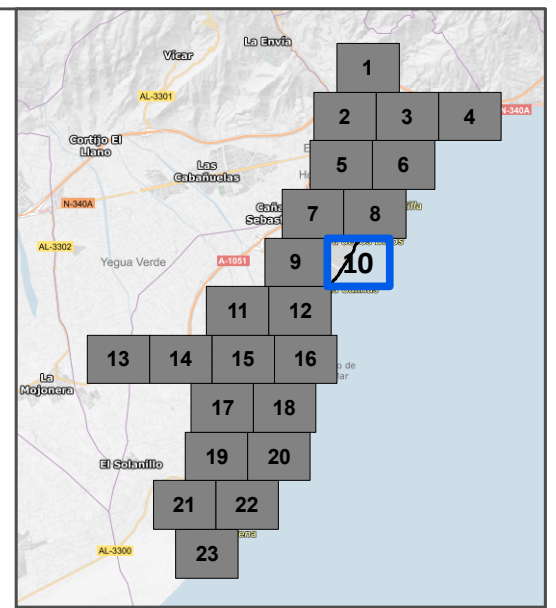 La Envía
Vícar
1
AL-3301
2 3 4
N-340A
Cortijo El
Llano
Las
Cabañuelas
5 6
N-340A
7 8
AL-3302
Yegua Verde
A-1051
9 10
11 12
13 14 15 16
La
Mojonera
17 18
El Solanillo
19 20
21 22
AL-3300
23